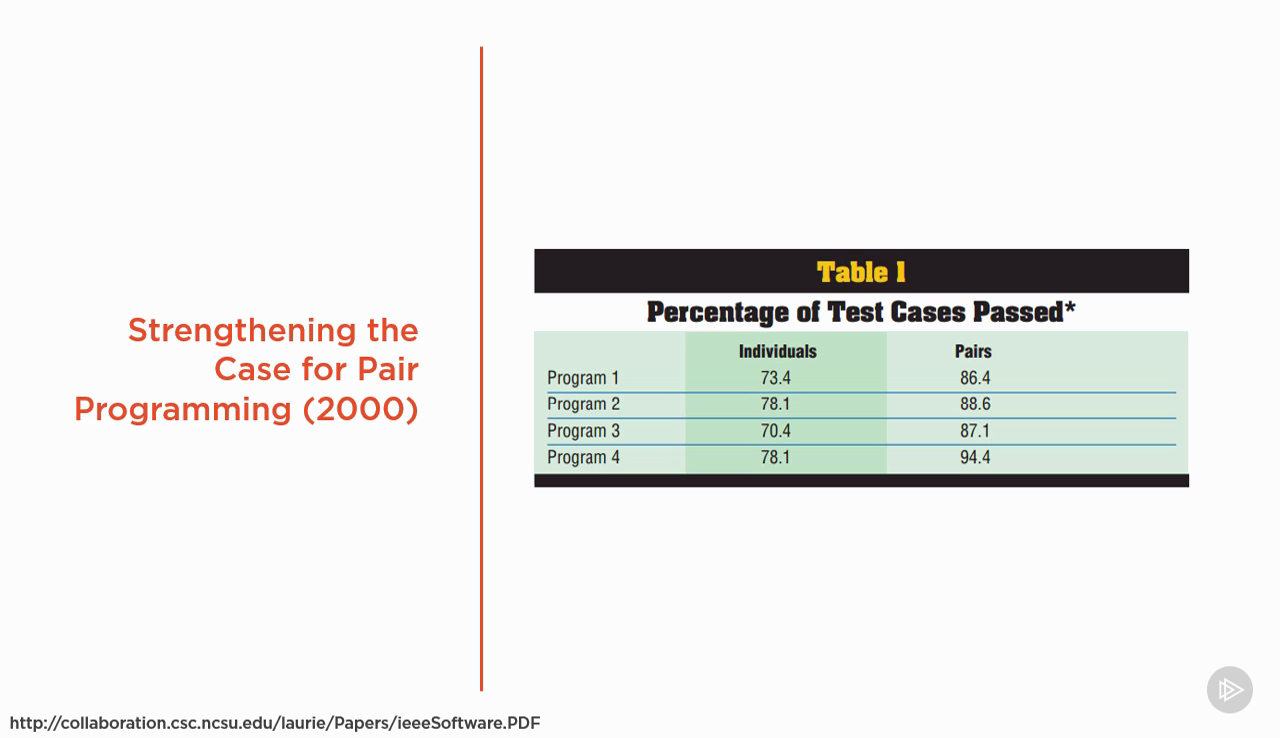 Strengthening the
Case for Pair
Programming (2000)
Table 1
Percentage of Test Cases Passed*
Individuals Pairs
Program 1 73.4 86.4
Program 2 78.1 88.6
Program 3 70.4 87.1
Program 4 78.1 94.4
http://collaboration.csc.ncsu.edu/laurie/Papers/ieeeSoftware.PDF